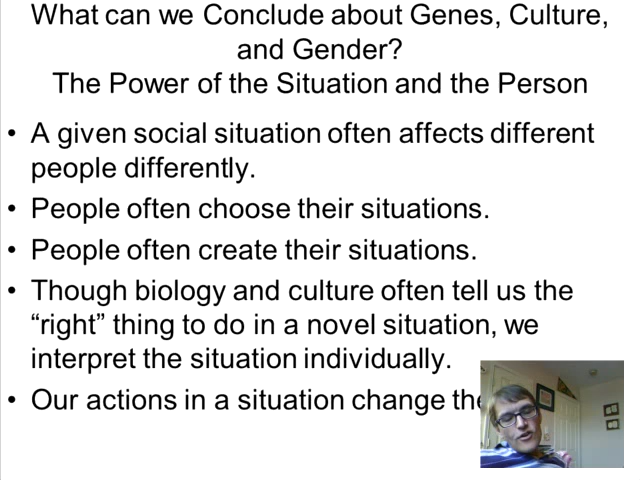 What can we Conclude about Genes, Culture,
and Gender?
The Power of the Situation and the Person
• A given social situation often affects different
people differently.
• People often choose their situations.
• People often create their situations.
• Though biology and culture often tell us the
“right” thing to do in a novel situation, we
interpret the situation individually.
• Our actions in a situation change